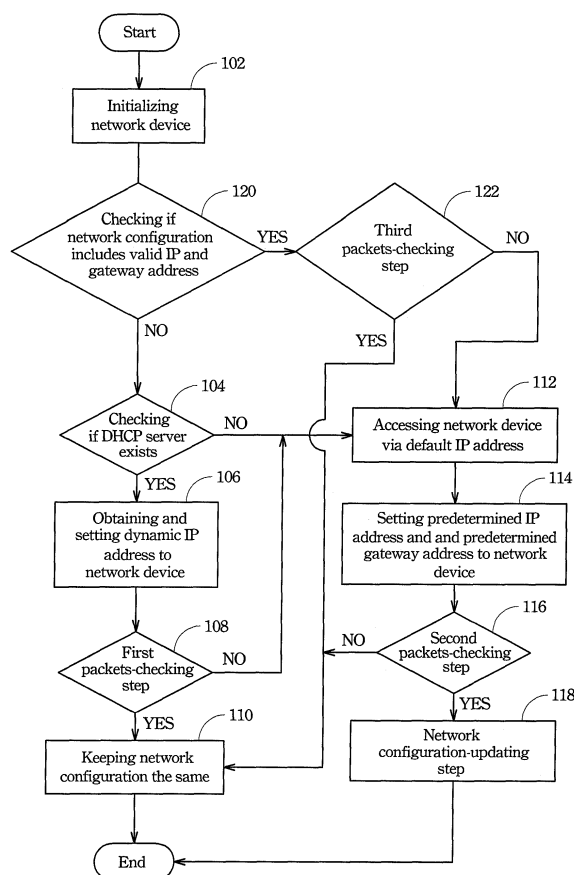 Start
102
Initializing
network device
120
Checking if
network configuration
includes valid IP and
gateway address
YES
122
Third
packets-checking
step
NO
NO
YES
104
Checking
if DHCP server
exists
NO
112
Accessing network device
via default IP address
YES
106
Obtaining and
setting dynamic IP
address to
network device
114
Setting predetermined IP
address and and predetermined
gateway address to network
device
108
First
packets-checking
step
NO
116
Second
packets-checking
step
NO
YES
110
Keeping network
configuration the same
YES
118
Network
configuration-updating
step
End